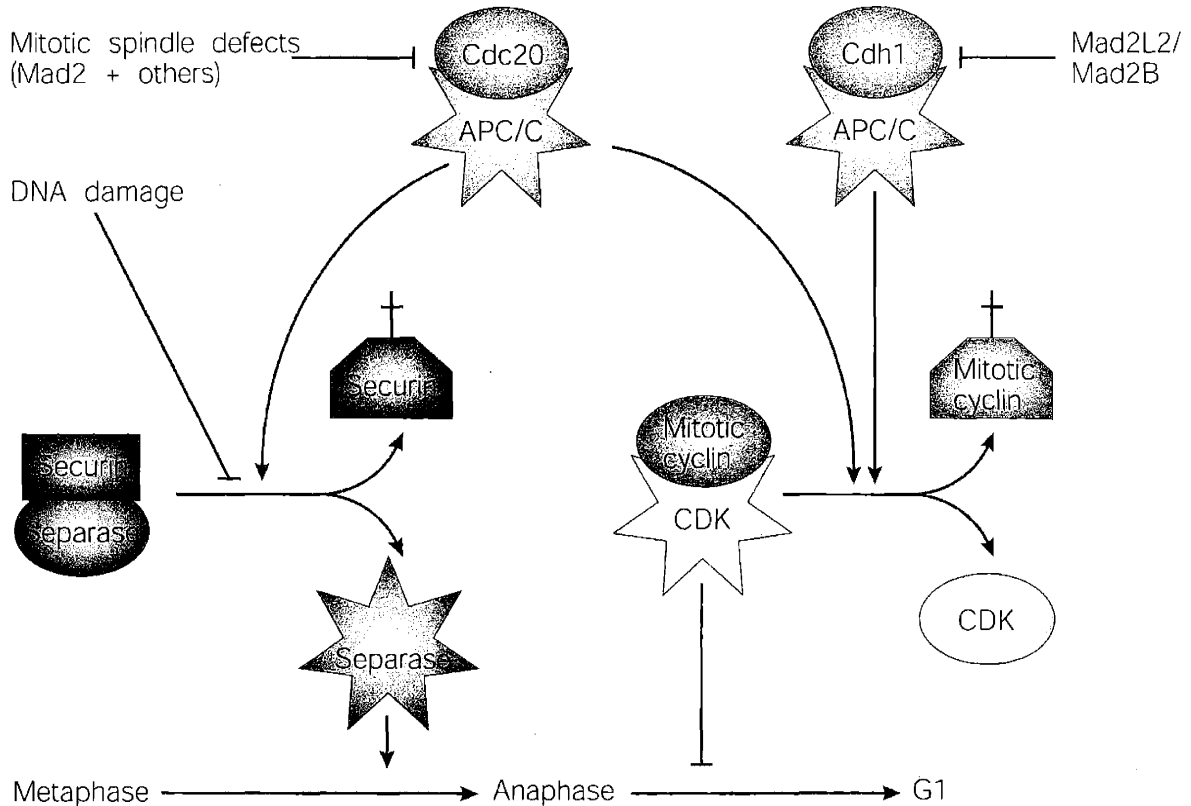 Mitotic spindle defects
(Mad2 + others)
Cdc20
APC/C
Cdh1
APC/C
Mad2L2/
Mad2B
DNA damage
Securin
Mitotic
cyclin
Securin
Separase
Mitotic
cyclin
CDK
CDK
Separase
Metaphase
Anaphase
G1